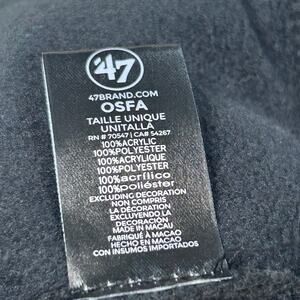 '47
47BRAND.COM
OSFA
TAILLE UNIQUE
UNITALLA
RN # 70547 | CA# 54267
100%ACRYLIC
100%POLYESTER
100%ACRYLIQUE
100%POLYESTER
100%acrílico
100%poliéster
EXCLUDING DECORATION
NON COMPRIS
LA DÉCORATION
EXCLUYENDO LA
DECORACIÓN
MADE IN MACAU
FABRIQUÉ À MACAO
HECHO EN MACAO
CON INSUMOS IMPORTADOS